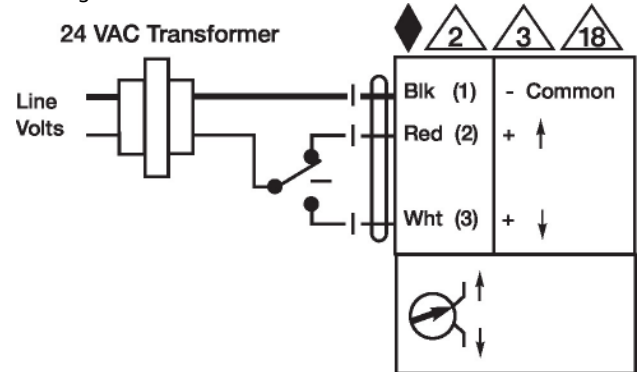 24 VAC Transformer
2 3 18
Line
Volts
Blk (1) - Common
Red (2) + ↑
Wht (3) + ↓